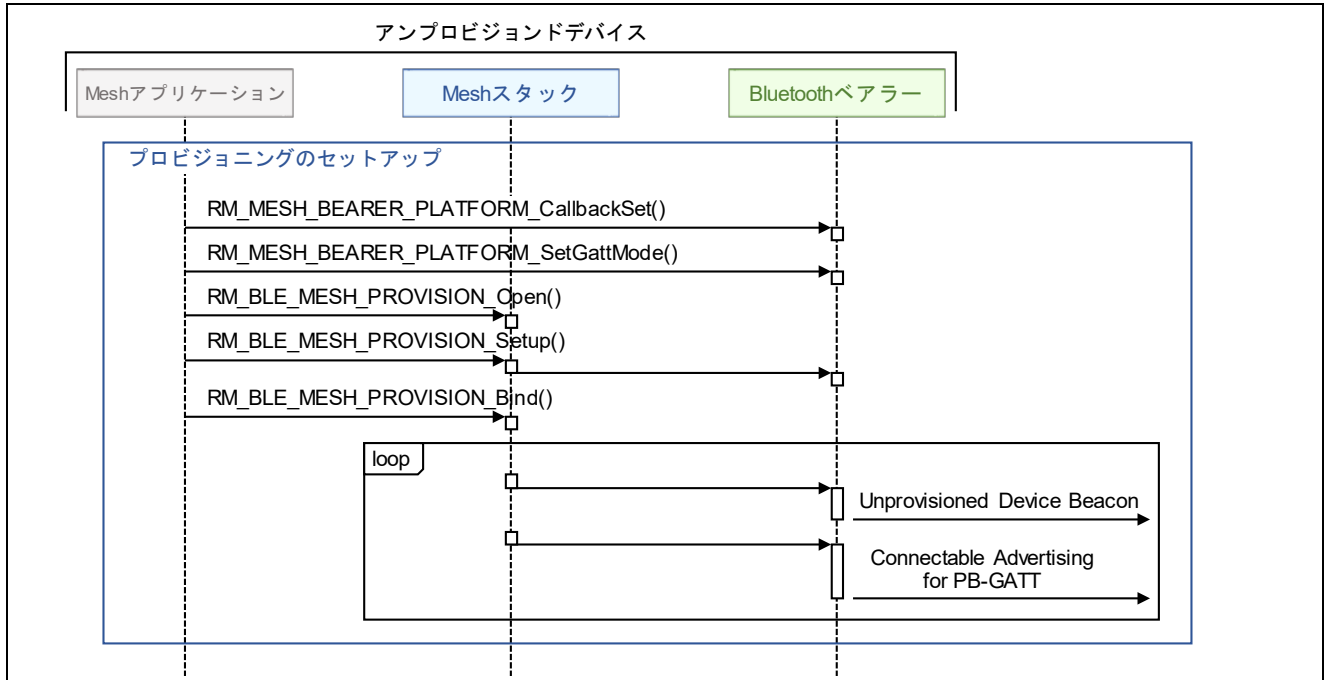 アンプロビジョンドデバイス
Meshアプリケーション
Meshスタック
Bluetoothベアラー
プロビジョニングのセットアップ
RM_MESH_BEARER_PLATFORM_CallbackSet()
RM_MESH_BEARER_PLATFORM_SetGattMode()
RM_BLE_MESH_PROVISION_Open()
RM_BLE_MESH_PROVISION_Setup()
RM_BLE_MESH_PROVISION_Bind()
loop
Unprovisioned Device Beacon
Connectable Advertising
for PB-GATT